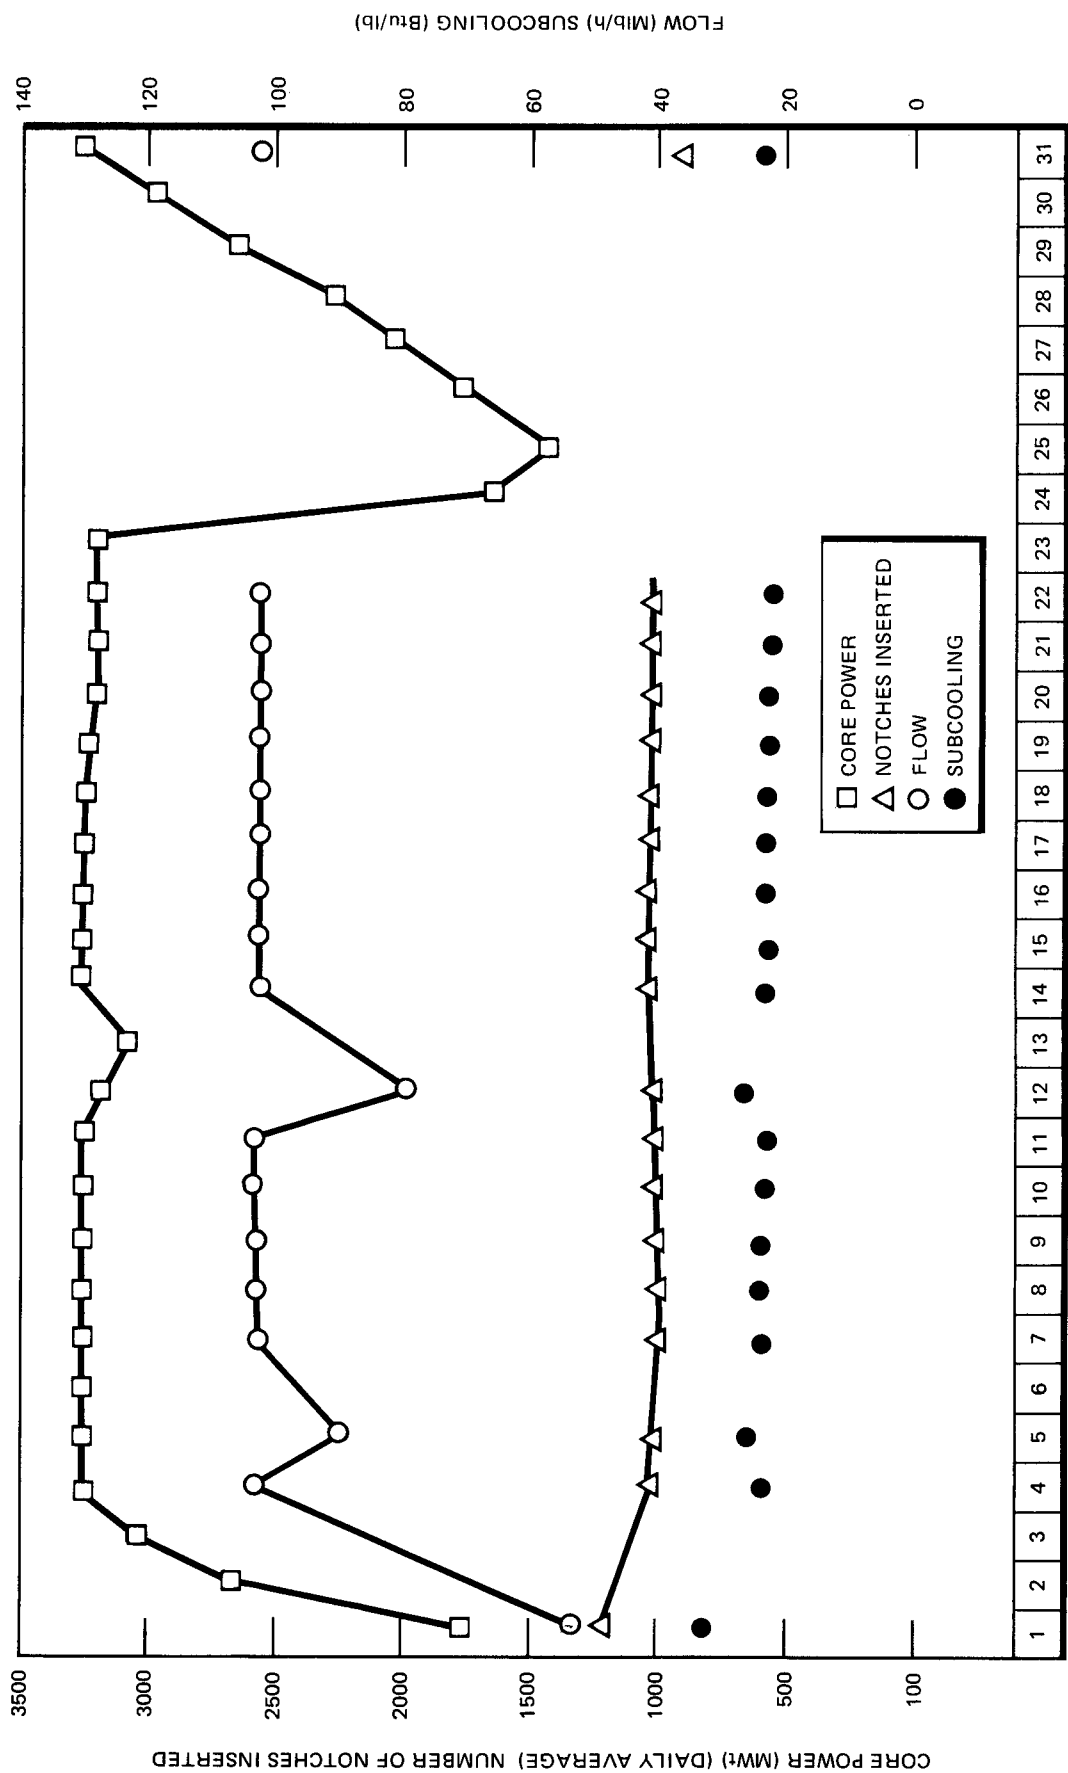 FLOW (Mlb/h) SUBCOOLING (Btu/lb)
140
120
100
80
60
40
20
0
3500
3000
2500
2000
1500
1000
500
100
CORE POWER (MWt) (DAILY AVERAGE) NUMBER OF NOTCHES INSERTED
CORE POWER
NOTCHES INSERTED
FLOW
SUBCOOLING
1 2 3 4 5 6 7 8 9 10 11 12 13 14 15 16 17 18 19 20 21 22 23 24 25 26 27 28 29 30 31